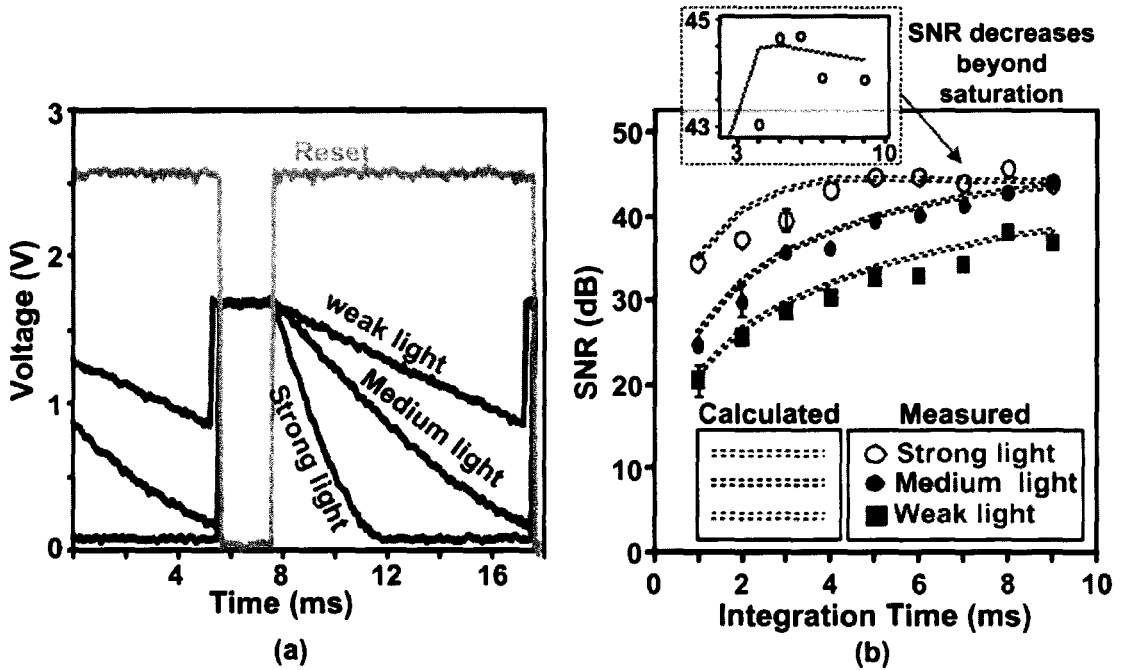 3
2
1
0
Voltage (V)
Reset
weak light
Medium light
Strong light
4
8
12
16
Time (ms)
(a)
45
43
3
10
SNR decreases
beyond
saturation
50
40
30
20
10
0
SNR (dB)
Calculated
Measured
Strong light
Medium light
Weak light
0
2
4
6
8
10
Integration Time (ms)
(b)